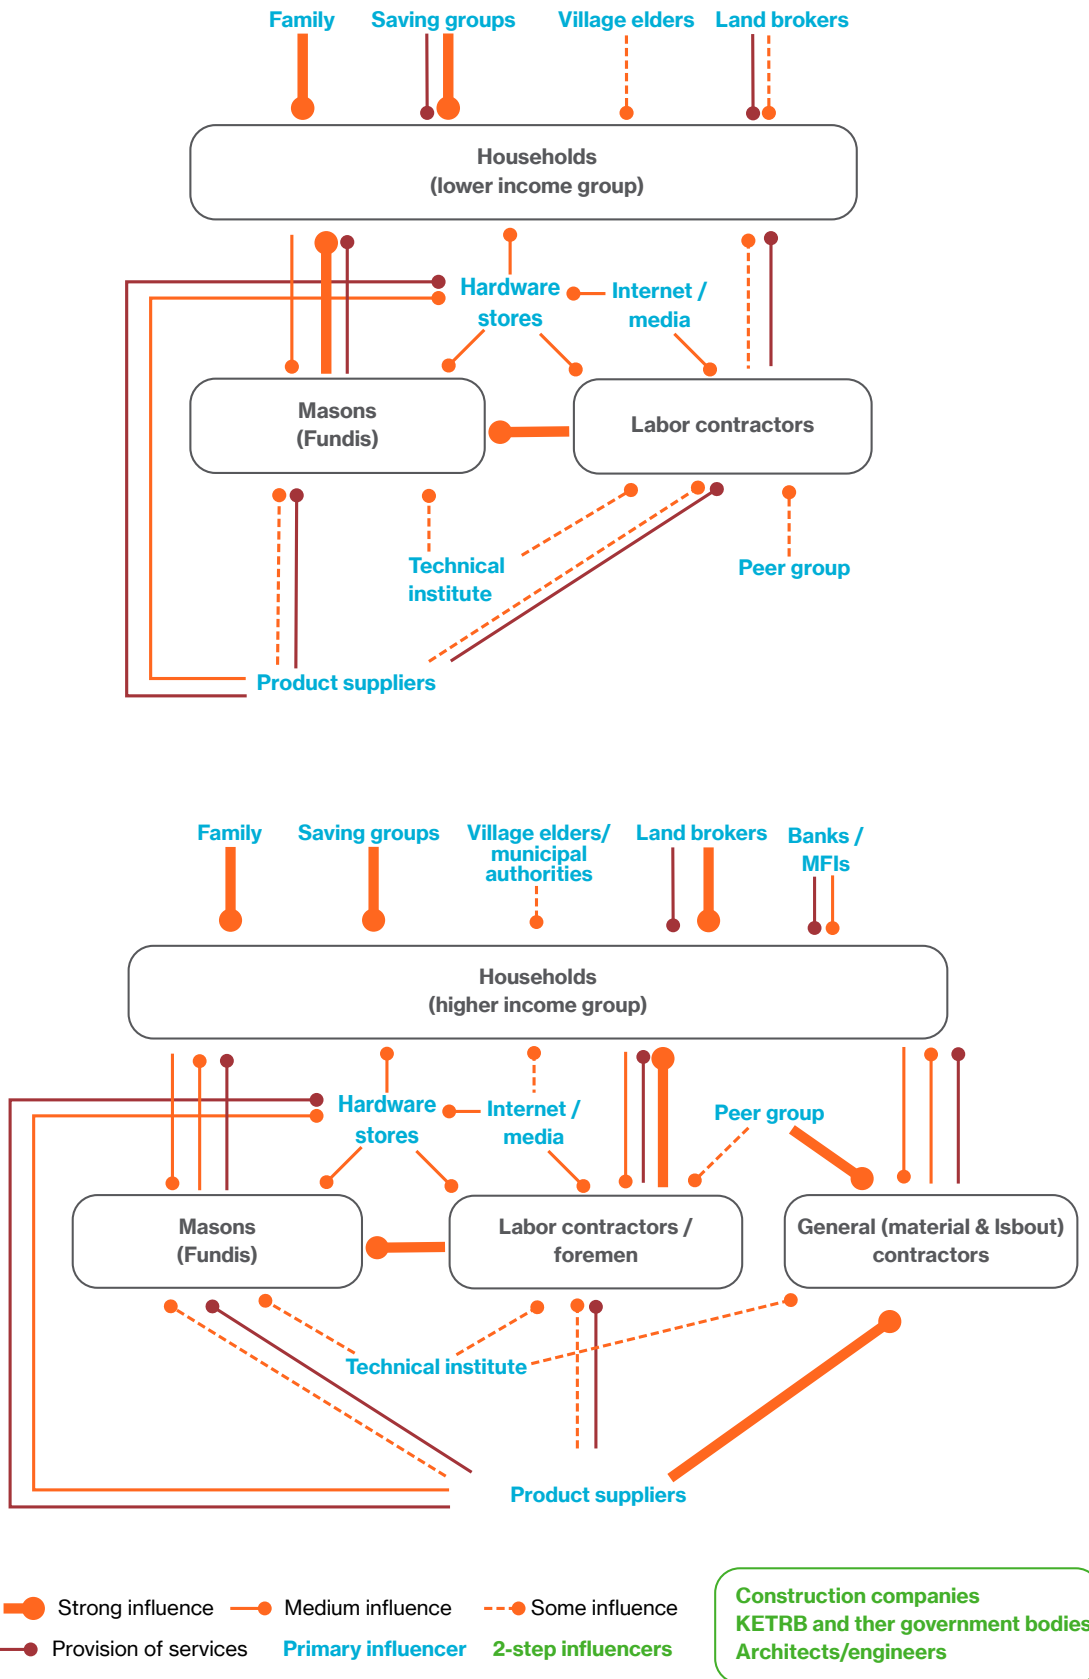 Family
Saving groups
Village elders
Land brokers
Households
(lower income group)
Hardware
stores
Internet /
media
Masons
(Fundis)
Labor contractors
Technical
institute
Peer group
Product suppliers
Family
Saving groups
Village elders/
municipal
authorities
Land brokers
Banks /
MFIs
Households
(higher income group)
Hardware
stores
Internet /
media
Peer group
Masons
(Fundis)
Labor contractors /
foremen
General (material & lsbout)
contractors
Technical institute
Product suppliers
Strong influence
Medium influence
Some influence
Provision of services
Primary influencer
2-step influencers
Construction companies
KETRB and ther government bodies
Architects/engineers